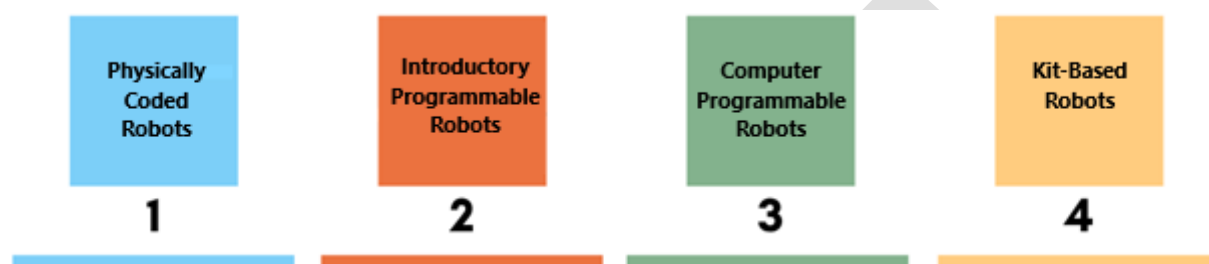 Physically
Coded
Robots
1
Introductory
Programmable
Robots
2
Computer
Programmable
Robots
3
Kit-Based
Robots
4